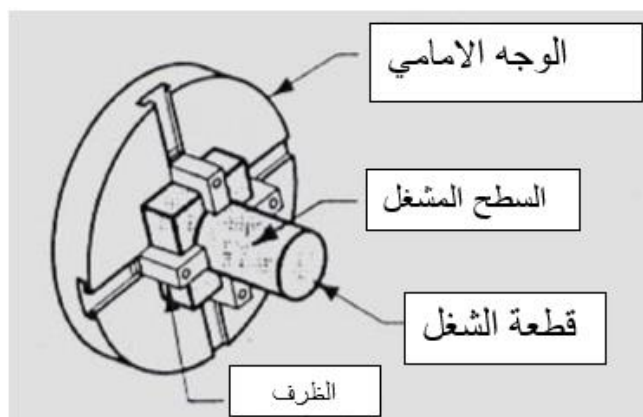 الوجه الامامي
السطح المشغل
قطعة الشغل
الظرف